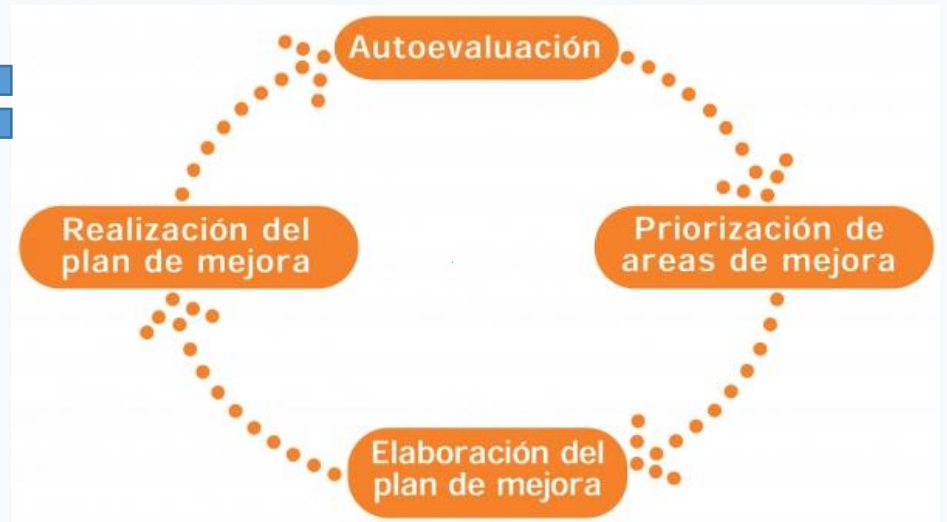 Autoevaluación
Priorización de
areas de mejora
Elaboración del
plan de mejora
Realización del
plan de mejora